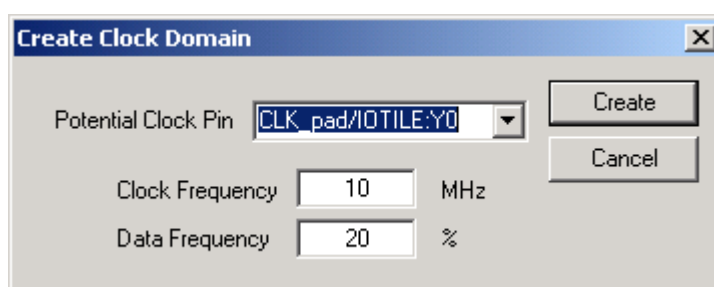 Create Clock Domain
Potential Clock Pin CLK_pad/IOTILE:Y0 Create
Cancel
Clock Frequency 10 MHz
Data Frequency 20 %